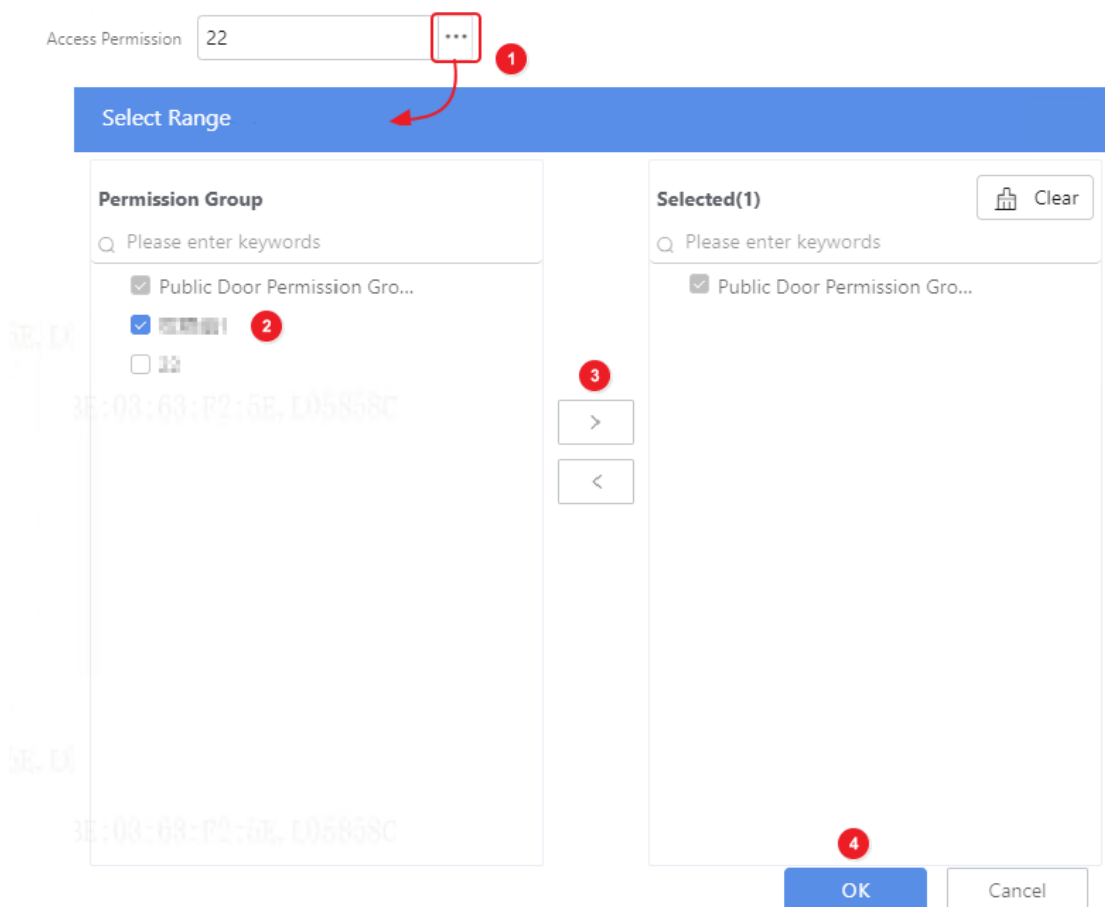 Access Permission 22 ...
1
Select Range
Permission Group
Please enter keywords
Public Door Permission Gro...
2
3
>
<
Selected(1)
Clear
Please enter keywords
Public Door Permission Gro...
4
OK
Cancel